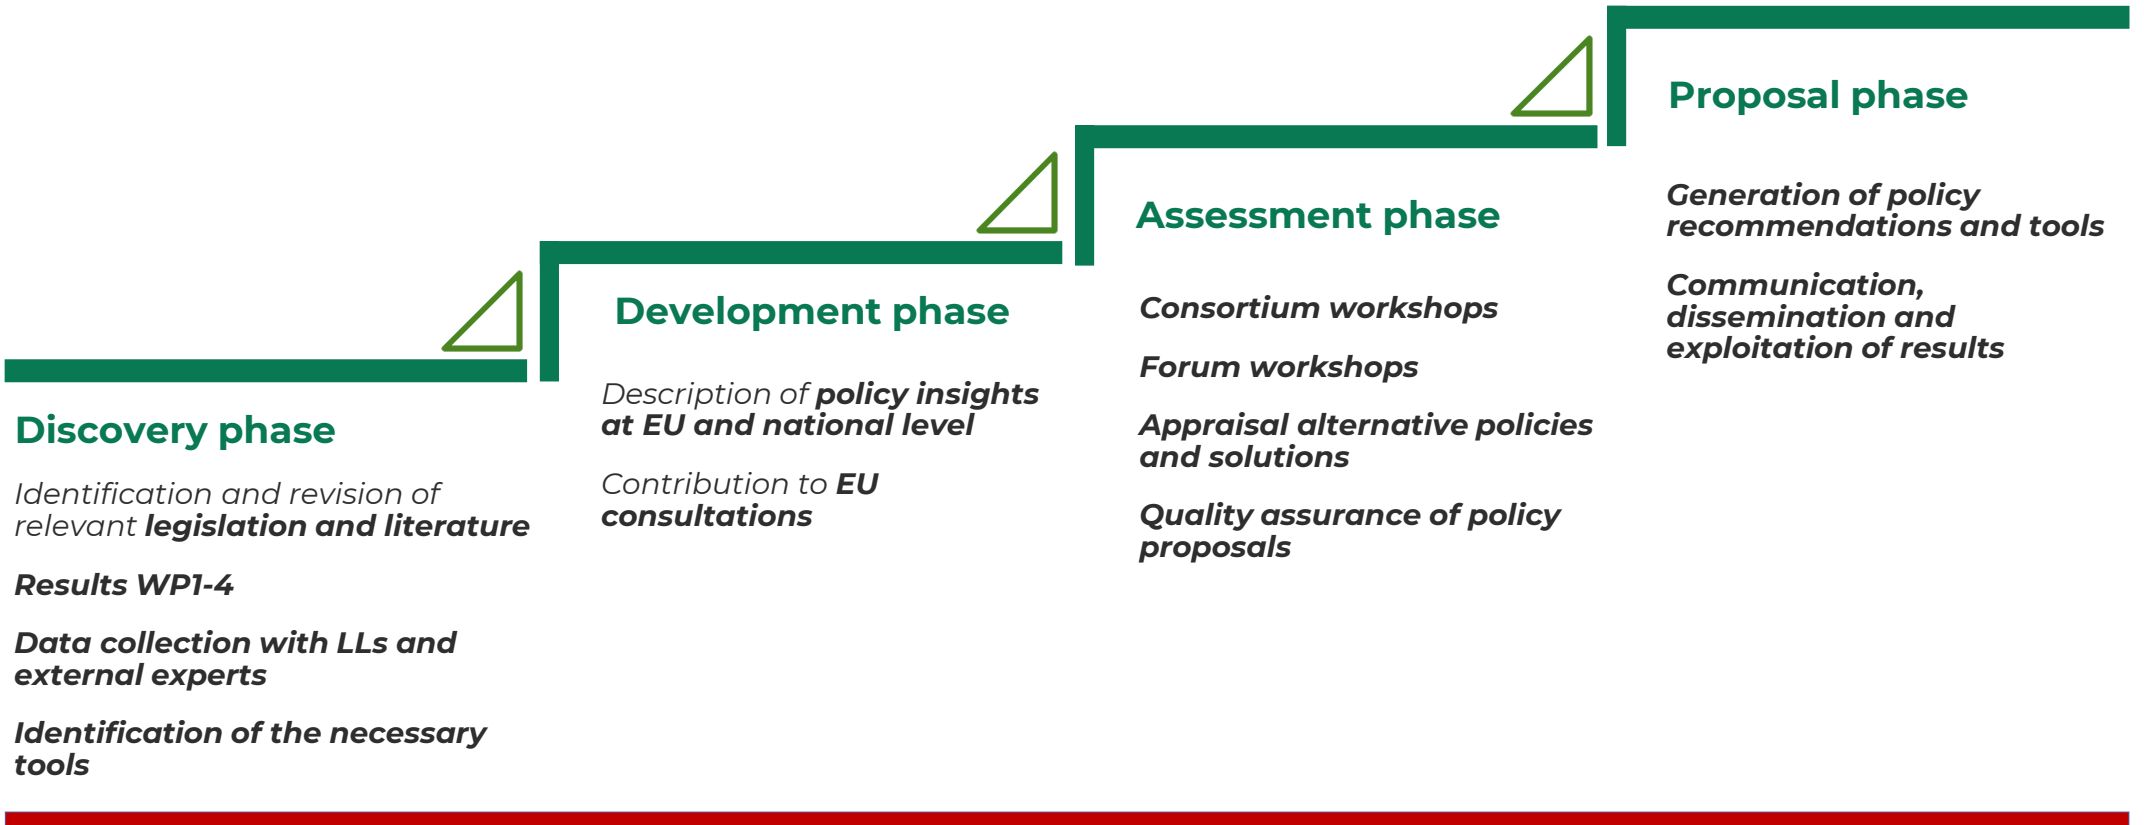 Discovery phase
Identification and revision of
relevant legislation and literature
Results WP1-4
Data collection with LLs and
external experts
Identification of the necessary
tools
Development phase
Description of policy insights
at EU and national level
Contribution to EU
consultations
Assessment phase
Consortium workshops
Forum workshops
Appraisal alternative policies
and solutions
Quality assurance of policy
proposals
Proposal phase
Generation of policy
recommendations and tools
Communication,
dissemination and
exploitation of results